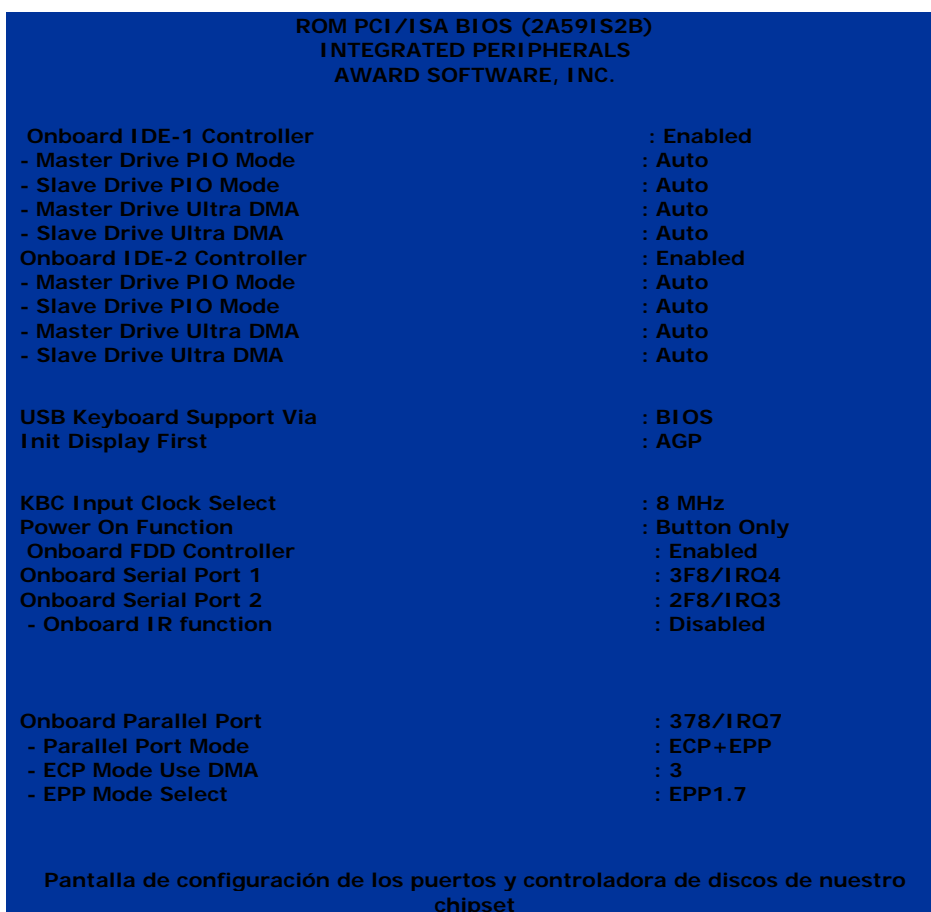 ROM PCI/ISA BIOS (2A59IS2B)
INTEGRATED PERIPHERALS
AWARD SOFTWARE, INC.
Onboard IDE-1 Controller : Enabled
- Master Drive PIO Mode : Auto
- Slave Drive PIO Mode : Auto
- Master Drive Ultra DMA : Auto
- Slave Drive Ultra DMA : Auto
Onboard IDE-2 Controller : Enabled
- Master Drive PIO Mode : Auto
- Slave Drive PIO Mode : Auto
- Master Drive Ultra DMA : Auto
- Slave Drive Ultra DMA : Auto
USB Keyboard Support Via : BIOS
Init Display First : AGP
KBC Input Clock Select : 8 MHz
Power On Function : Button Only
Onboard FDD Controller : Enabled
Onboard Serial Port 1 : 3F8/IRQ4
Onboard Serial Port 2 : 2F8/IRQ3
- Onboard IR function : Disabled
Onboard Parallel Port : 378/IRQ7
- Parallel Port Mode : ECP+EPP
- ECP Mode Use DMA : 3
- EPP Mode Select : EPP1.7
Pantalla de configuración de los puertos y controladora de discos de nuestro
chipset